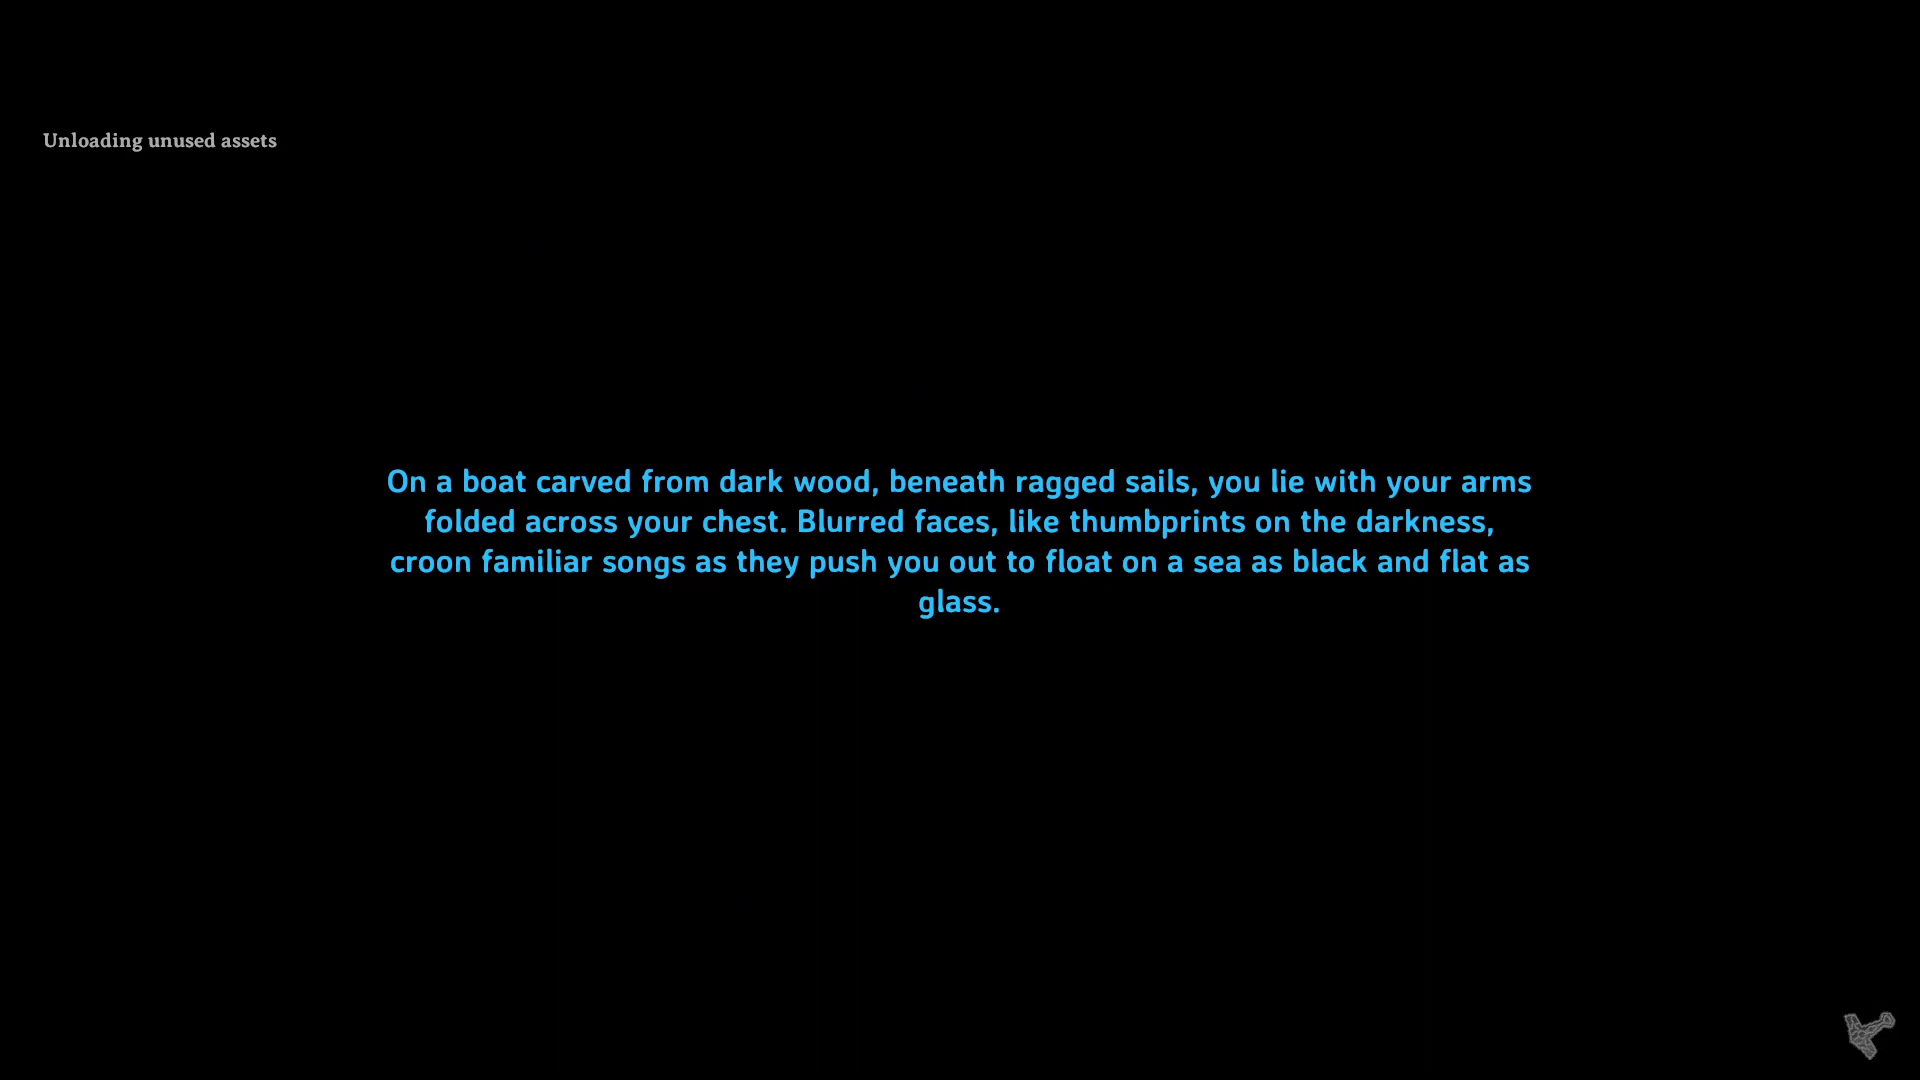 Unloading unused assets
On a boat carved from dark wood, beneath ragged sails, you lie with your arms
folded across your chest. Blurred faces, like thumbprints on the darkness,
croon familiar songs as they push you out to float on a sea as black and flat as
glass.